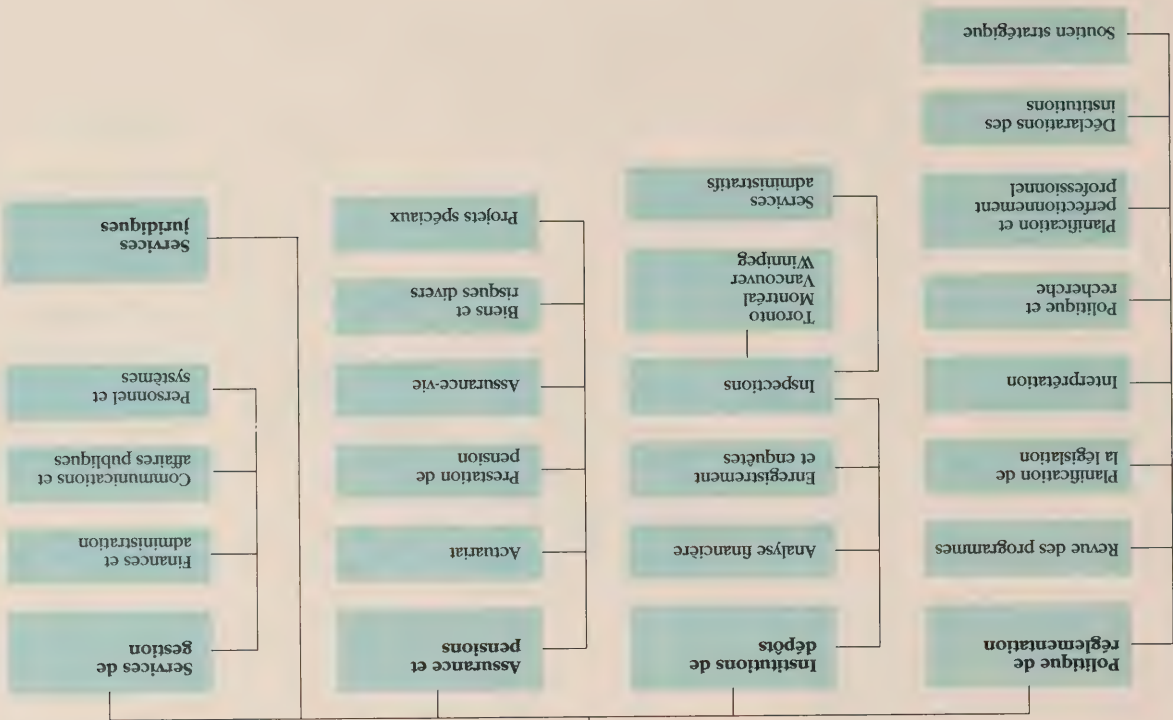 Politique de
réglementation
Revue des programmes
Planification de
la législation
Interprétation
Politique et
recherche
Planification et
perfectionnement
professionnel
Déclarations des
institutions
Soutien stratégique
Institutions de
dépôts
Analyse financière
Enregistrement
et enquêtes
Inspections
Toronto
Montréal
Vancouver
Winnipeg
Services
administratifs
Assurance et
pensions
Actuariat
Prestation de
pension
Assurance-vie
Biens et
risques divers
Projets spéciaux
Services de
gestion
Finances et
administration
Communications et
affaires publiques
Personnel et
systèmes
Services
juridiques